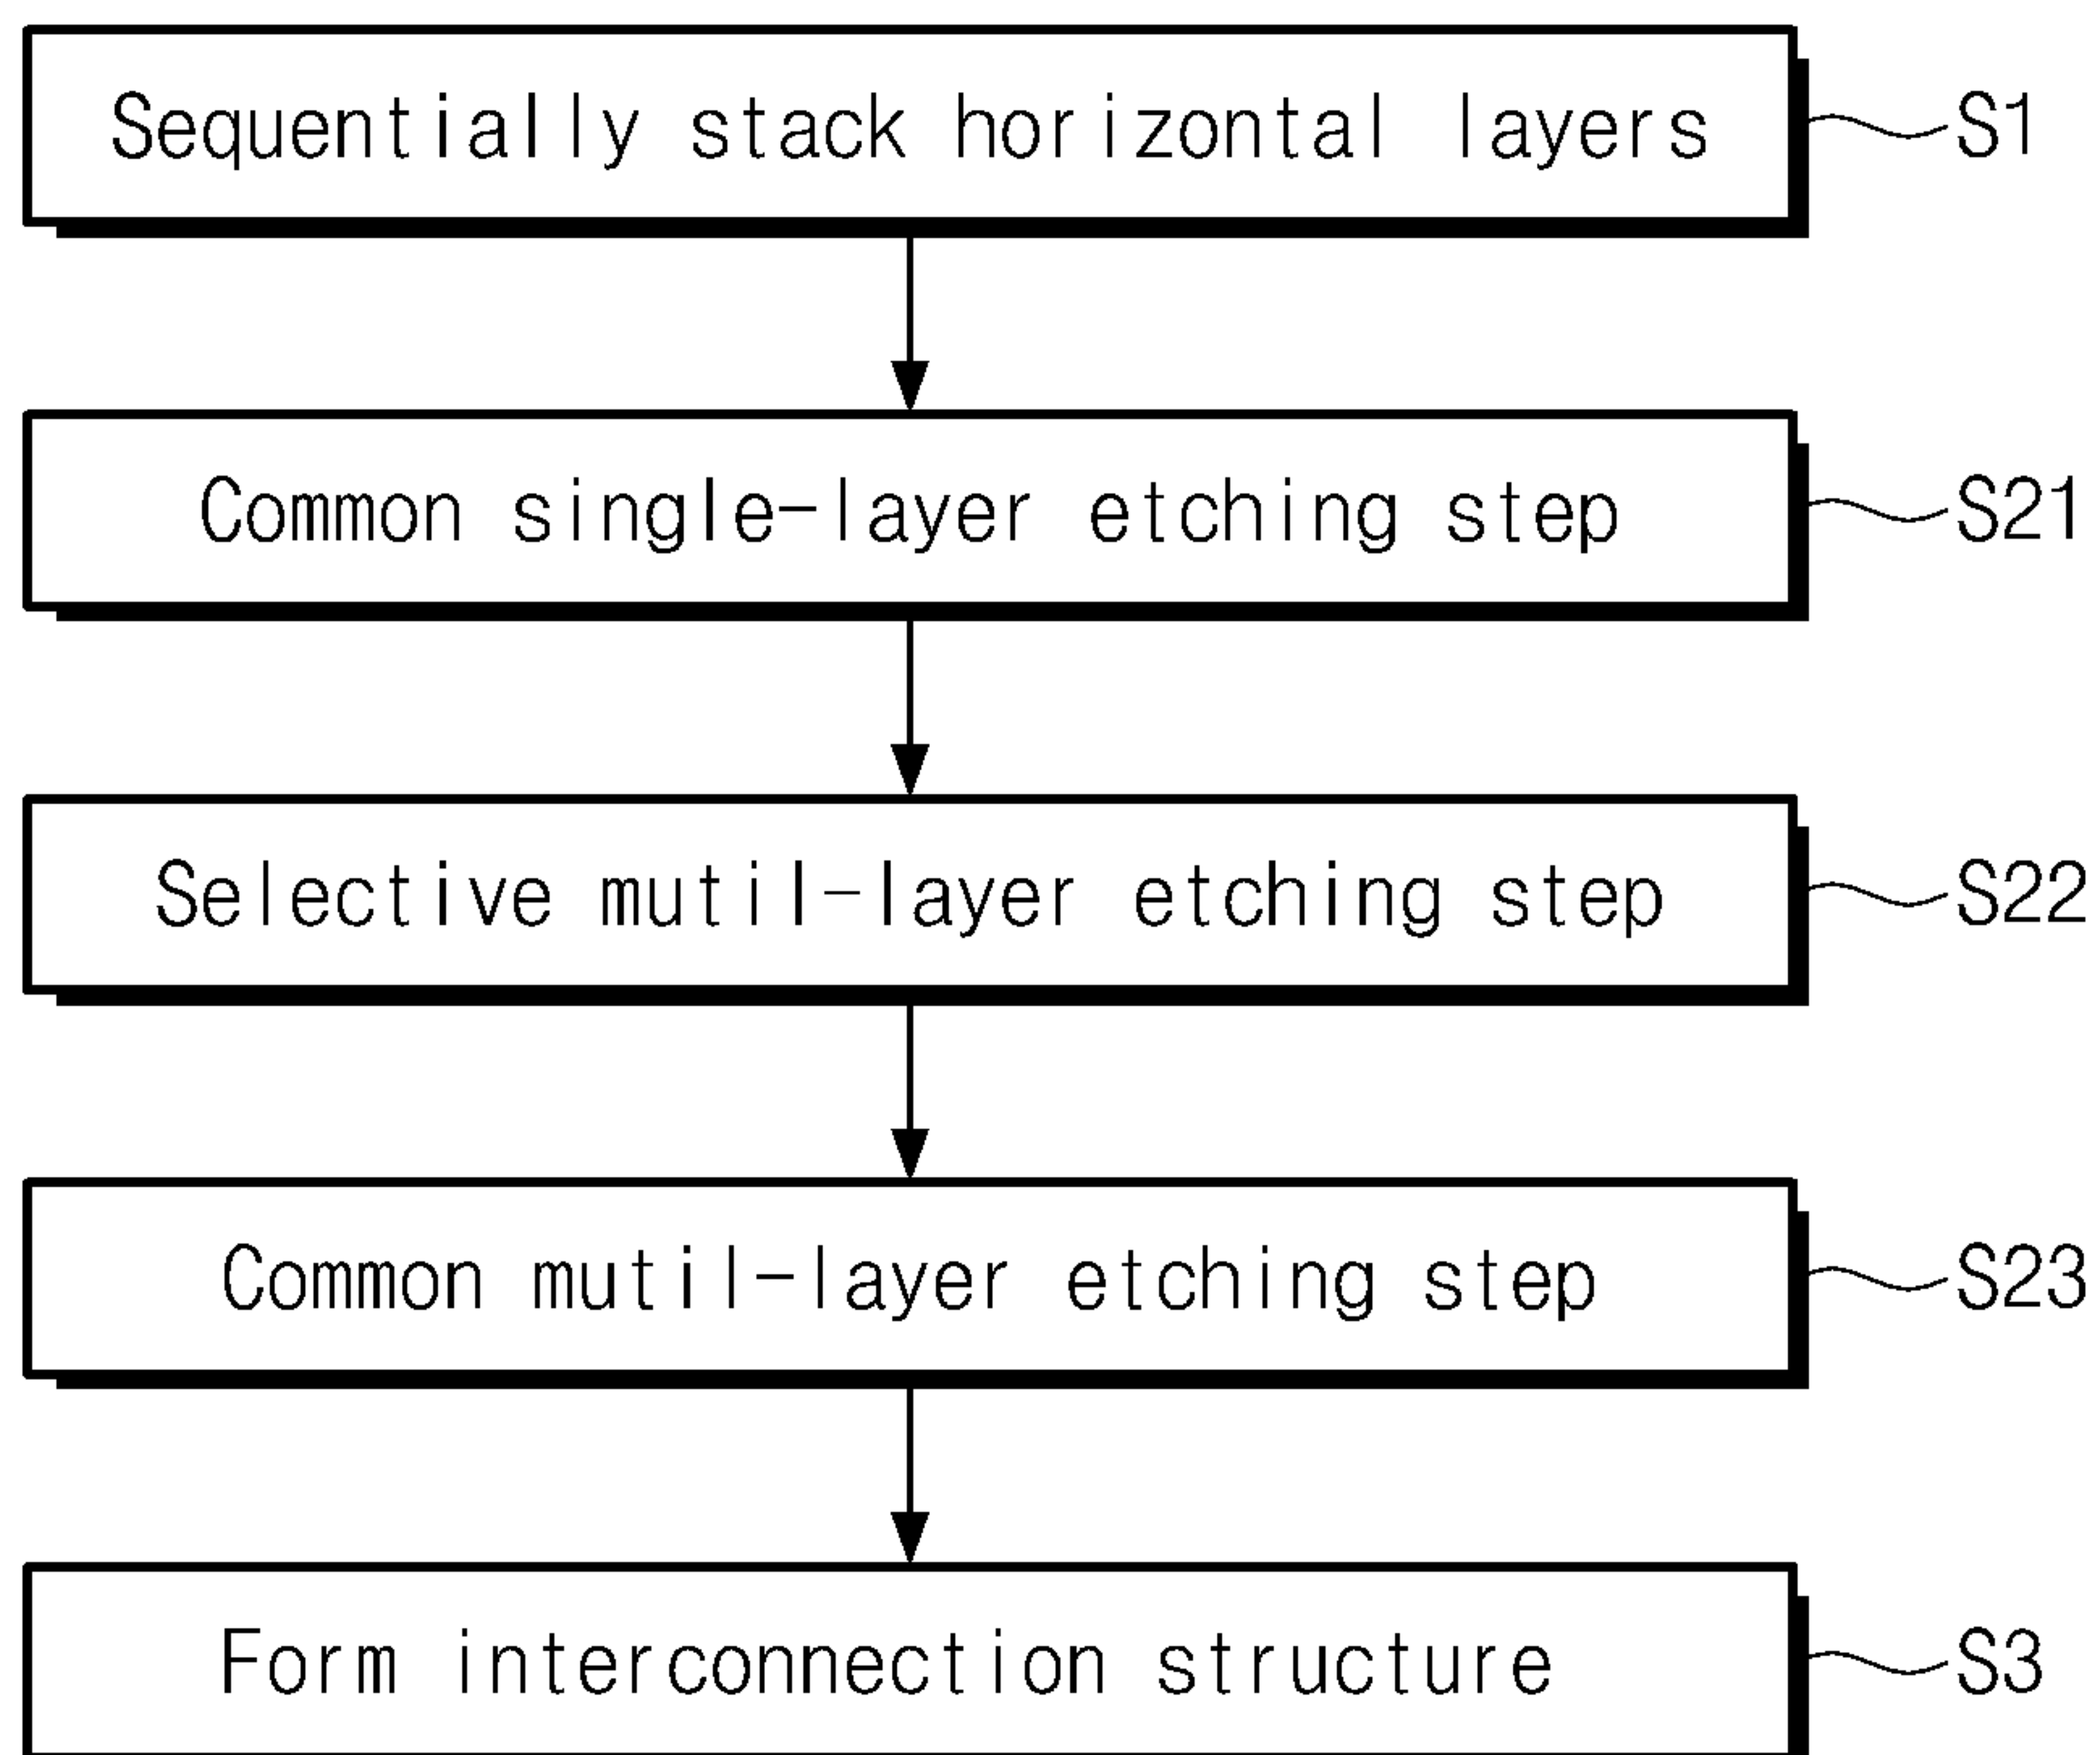 Sequentially stack horizontal layers S1
Common single-layer etching step S21
Selective mutil-layer etching step S22
Common mutil-layer etching step S23
Form interconnection structure S3